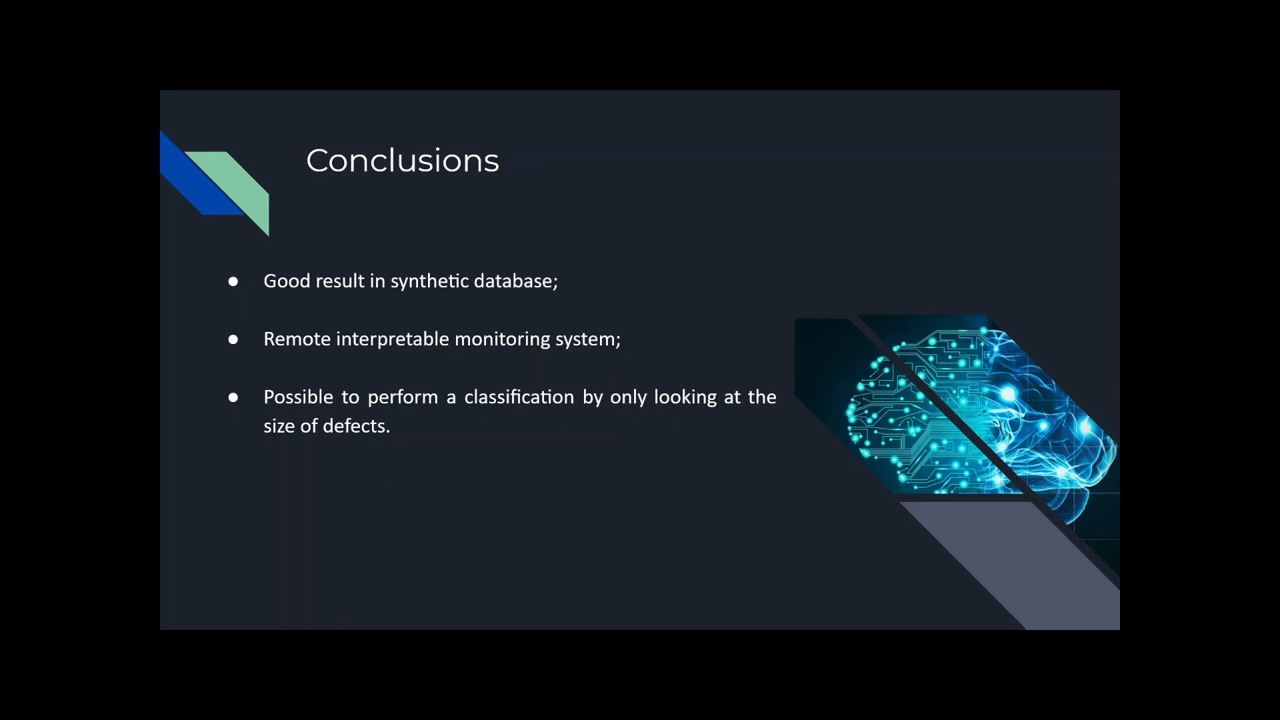 Conclusions
● Good result in synthetic database;
● Remote interpretable monitoring system;
● Possible to perform a classification by only looking at the
size of defects.